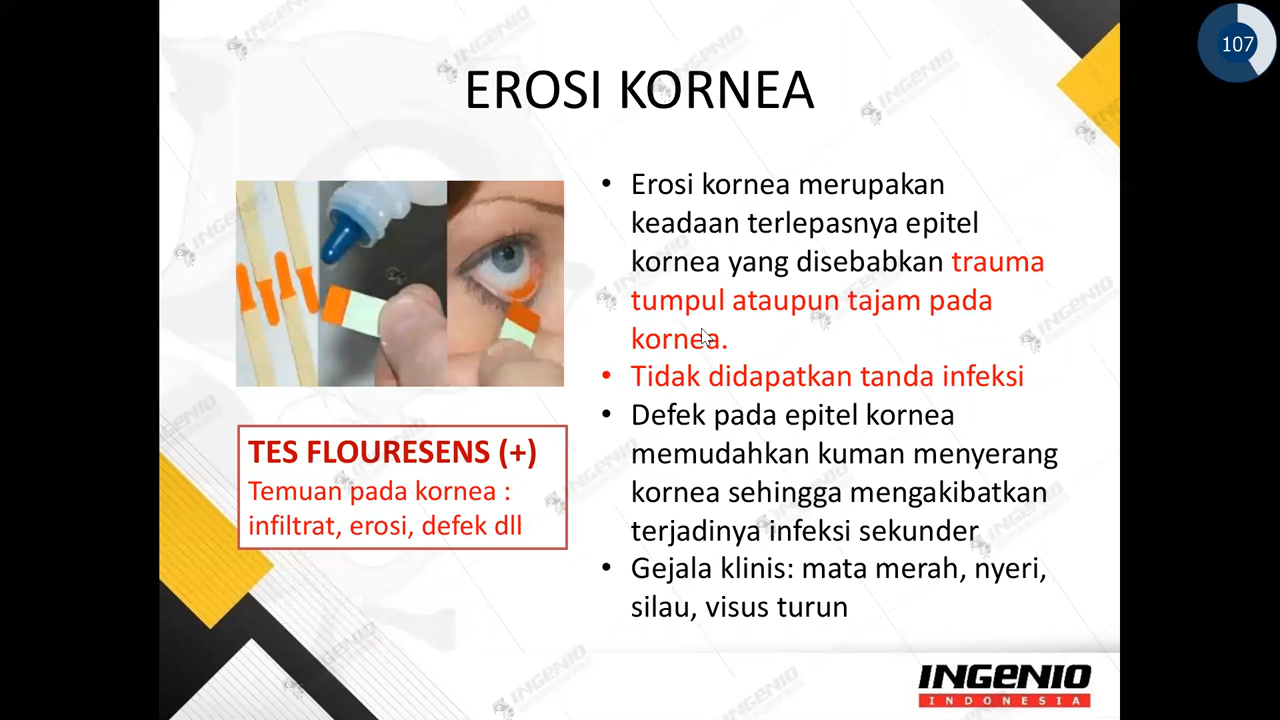 107
EROSI KORNEA
• Erosi kornea merupakan
keadaan terlepasnya epitel
kornea yang disebabkan trauma
tumpul ataupun tajam pada
kornea.
• Tidak didapatkan tanda infeksi
• Defek pada epitel kornea
memudahkan kuman menyerang
kornea sehingga mengakibatkan
terjadinya infeksi sekunder
• Gejala klinis: mata merah, nyeri,
silau, visus turun
TES FLOURESENS (+)
Temuan pada kornea :
infiltrat, erosi, defek dll
INGENIO
INDONESIA